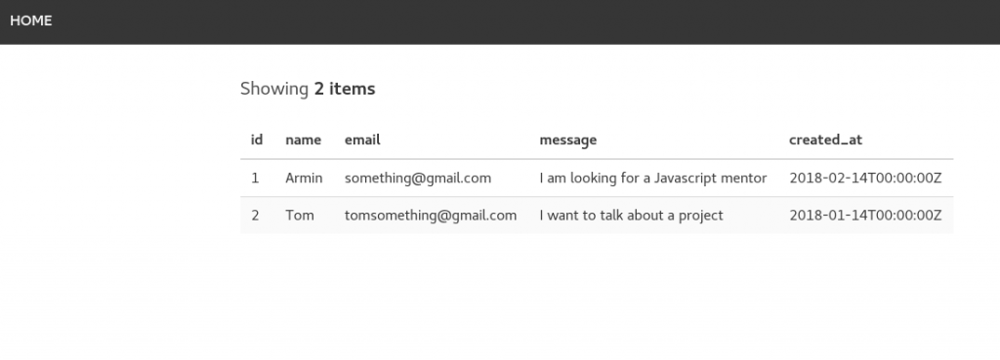 HOME
Showing 2 items
id name email message created_at
1 Armin something@gmail.com I am looking for a Javascript mentor 2018-02-14T00:00:00Z
2 Tom tomsomething@gmail.com I want to talk about a project 2018-01-14T00:00:00Z